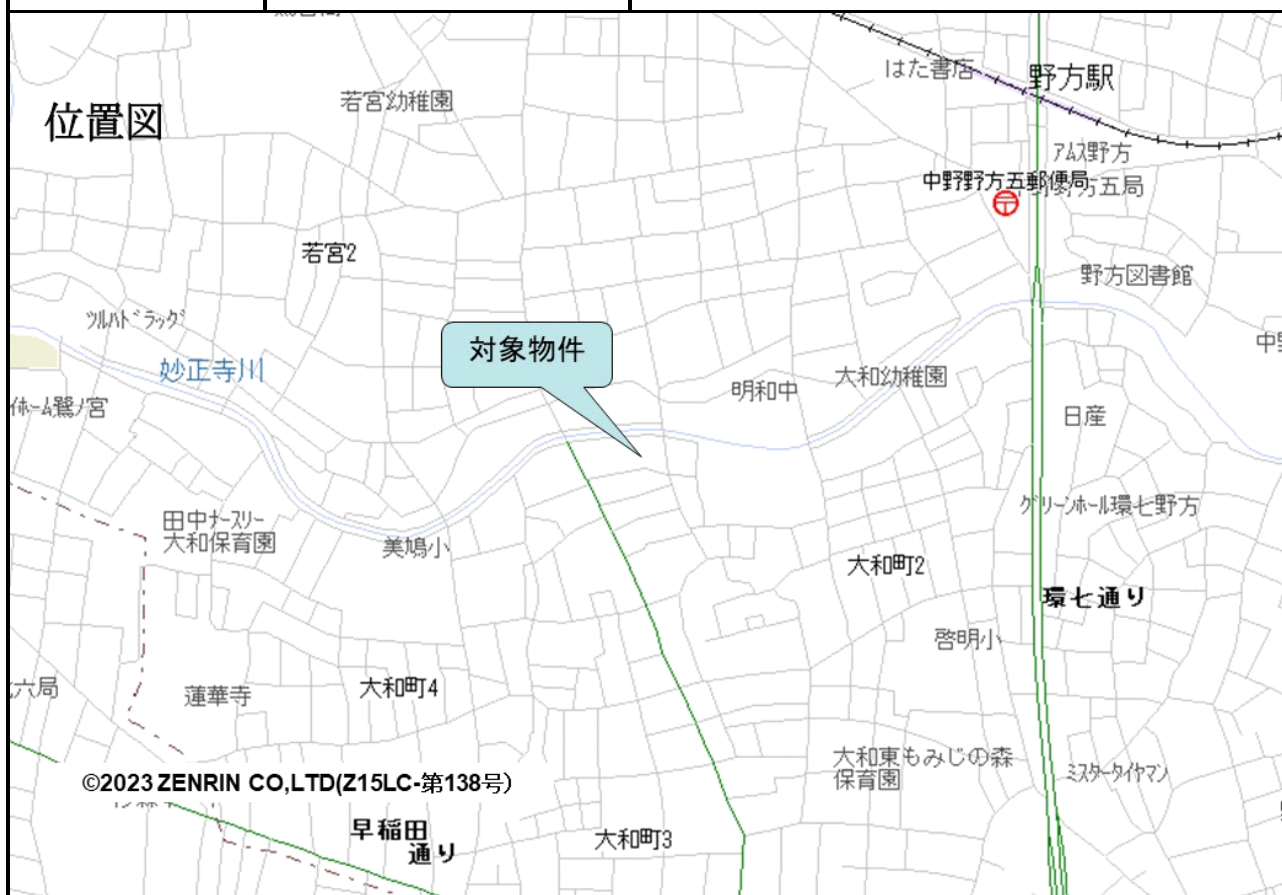 はた書店
野方駅
若宮幼稚園
位置図
アムス野方
中野野方五郵便局
若宮2
野方図書館
ツルハドラッグ
対象物件
妙正寺川
明和中
大和幼稚園
イホーム鷺ノ宮
日産
グリーンホール環七野方
田中ナースリー
大和保育園
美鳩小
大和町2
環七通り
啓明小
六局
蓮華寺
大和町4
大和東もみじの森
保育園
ミスタータイヤマン
©2023 ZENRIN CO,LTD(Z15LC-第138号)
早稲田
通り
大和町3